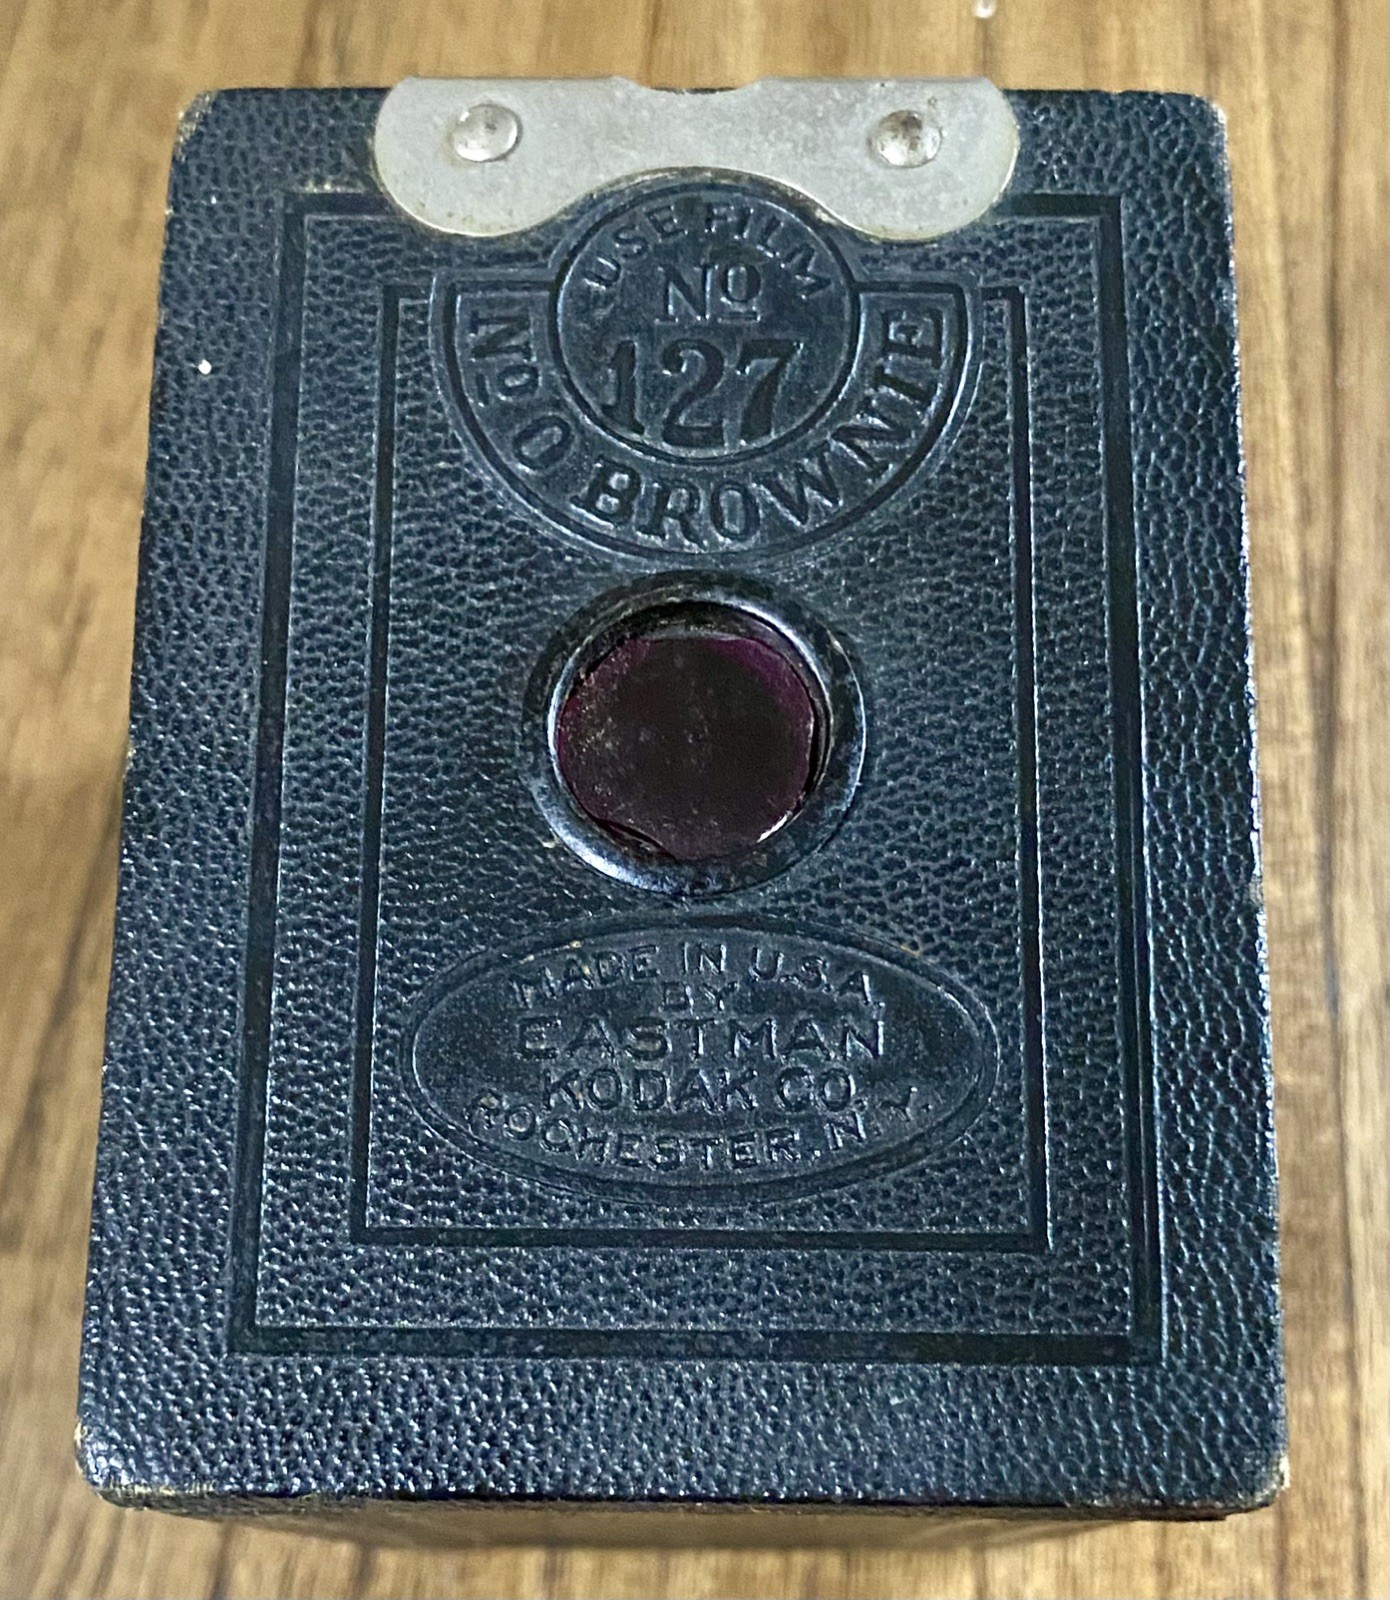 USE FILM
No
127
No 0 BROWNIE
MADE IN U.S.A.
BY
EASTMAN
KODAK CO.
ROCHESTER, N.Y.